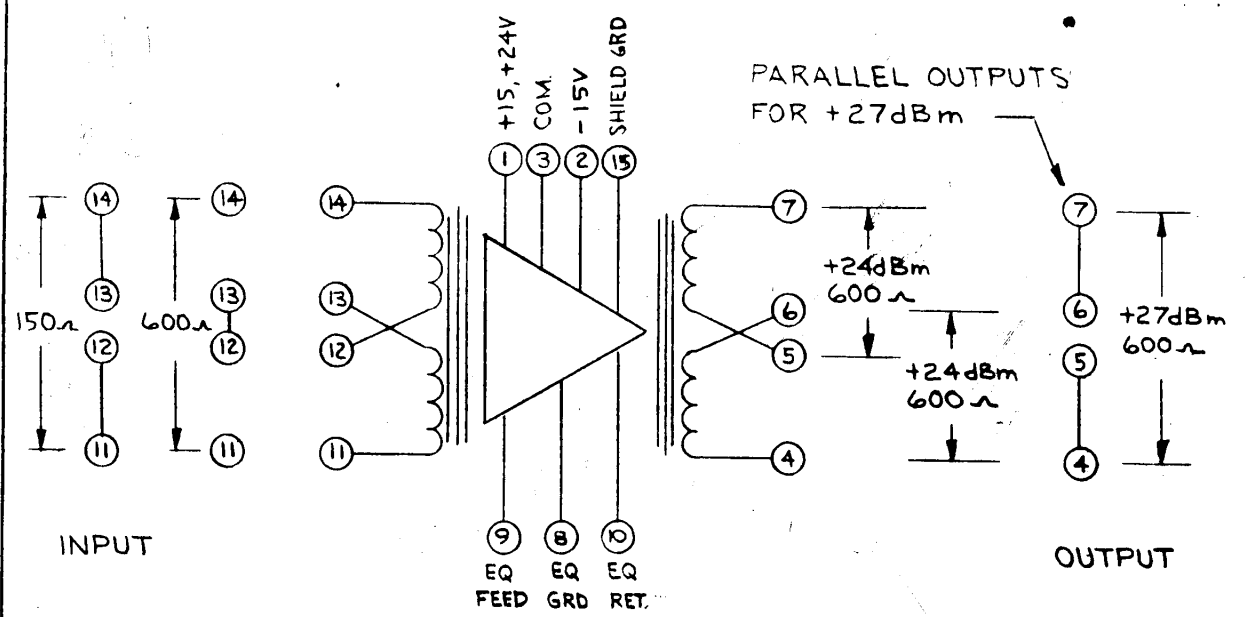 +15, +24V
COM.
-15V
SHIELD GRD
1
3
2
15
PARALLEL OUTPUTS
FOR +27dBm
14
13
12
11
150Ω
14
13
12
11
600Ω
14
13
12
11
7
6
5
4
+24dBm
600Ω
+24dBm
600Ω
7
6
5
4
+27dBm
600Ω
9
8
10
EQ
FEED
EQ
GRD
EQ
RET.
INPUT
OUTPUT